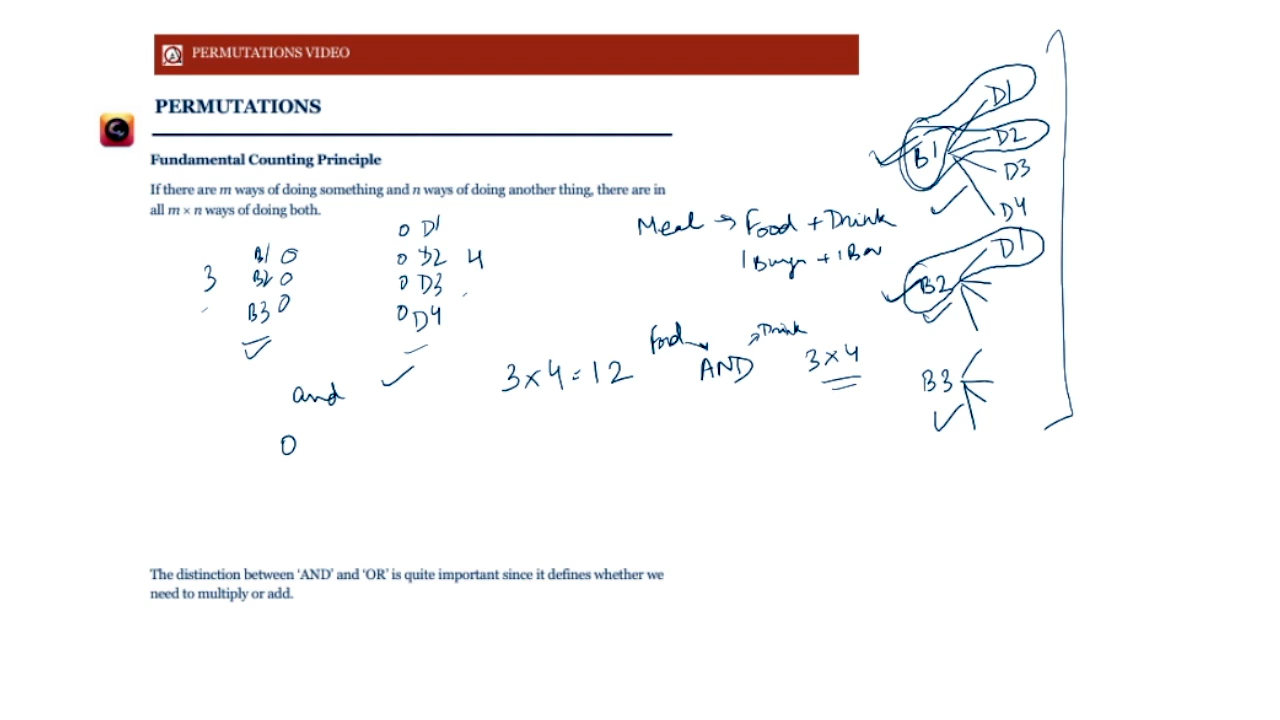 PERMUTATIONS VIDEO
PERMUTATIONS
Fundamental Counting Principle
If there are m ways of doing something and n ways of doing another thing, there are in
all m × n ways of doing both.
3
B1 O
B2 O
B3 O
O D1
O D2
O D3
O D4
4
and
O
3 x 4 = 12
Meal → Food + Drink
1 + 1
Food Drink
AND
3 x 4
B1
D1
D2
D3
D4
B2
D1
B3
The distinction between 'AND' and 'OR' is quite important since it defines whether we
need to multiply or add.